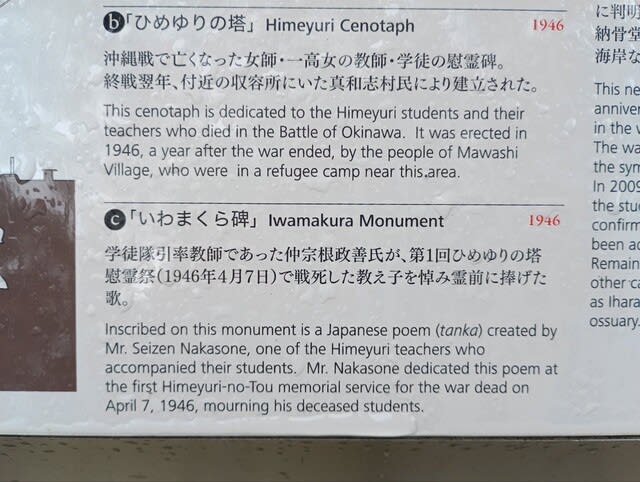 b 「ひめゆりの塔」 Himeyuri Cenotaph 1946
沖縄戦で亡くなった女師・一高女の教師・学徒の慰霊碑。
終戦翌年、付近の収容所にいた真和志村民により建立された。
This cenotaph is dedicated to the Himeyuri students and their
teachers who died in the Battle of Okinawa. It was erected in
1946, a year after the war ended, by the people of Mawashi
Village, who were in a refugee camp near this area.
c 「いわまくら碑」 Iwamakura Monument 1946
学徒隊引率教師であった仲宗根政善氏が、第1回ひめゆりの塔
慰霊祭(1946年4月7日)で戦死した教え子を悼み霊前に捧げた
歌。
Inscribed on this monument is a Japanese poem (tanka) created by
Mr. Seizen Nakasone, one of the Himeyuri teachers who
accompanied their students. Mr. Nakasone dedicated this poem at
the first Himeyuri-no-Tou memorial service for the war dead on
April 7, 1946, mourning his deceased students.
に判明
納骨堂
海岸な
This ne
anniver
in the v
the sym
In 2009
the stu
confirm
been ac
Remain
other ca
as Ihara
ossuary.